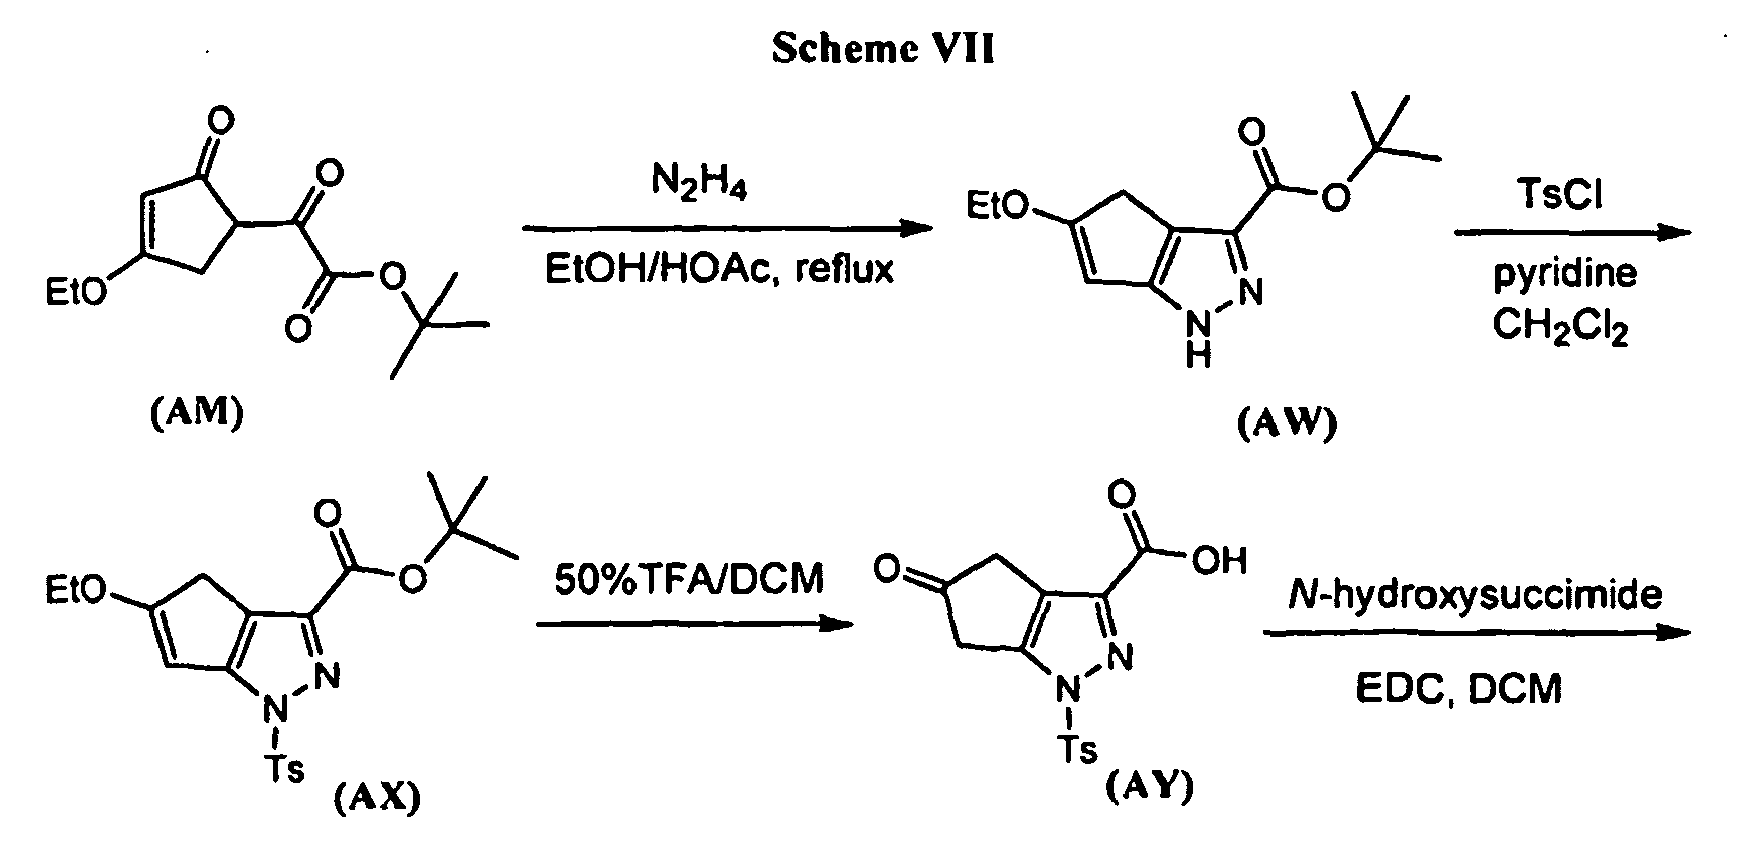 Scheme VII
O
O
EtO
O
O
(AM)
N2H4
EtOH/HOAc, reflux
EtO
O
O
N
N
H
(AW)
TsCl
pyridine
CH2Cl2
EtO
O
O
N
N
Ts
(AX)
50%TFA/DCM
O
O
OH
N
N
Ts
(AY)
N-hydroxysuccimide
EDC, DCM